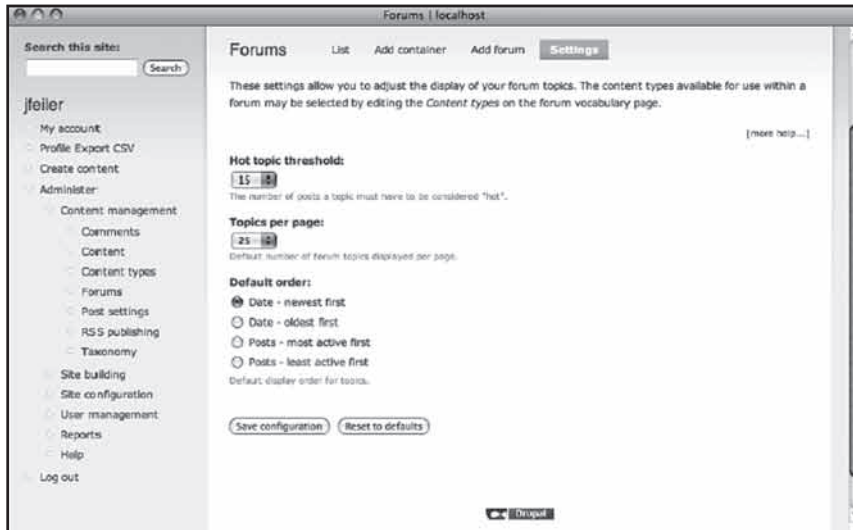 Forums | localhost
Search this site:
Search
jfeiler
My account
Profile Export CSV
Create content
Administer
Content management
Comments
Content
Content types
Forums
Post settings
RSS publishing
Taxonomy
Site building
Site configuration
User management
Reports
Help
Log out
Forums List Add container Add forum Settings
These settings allow you to adjust the display of your forum topics. The content types available for use within a
forum may be selected by editing the Content types on the forum vocabulary page.
[more help...]
Hot topic threshold:
15
The number of posts a topic must have to be considered "hot".
Topics per page:
25
Default number of forum topics displayed per page.
Default order:
Date - newest first
Date - oldest first
Posts - most active first
Posts - least active first
Default display order for topics.
Save configuration Reset to defaults
Drupal